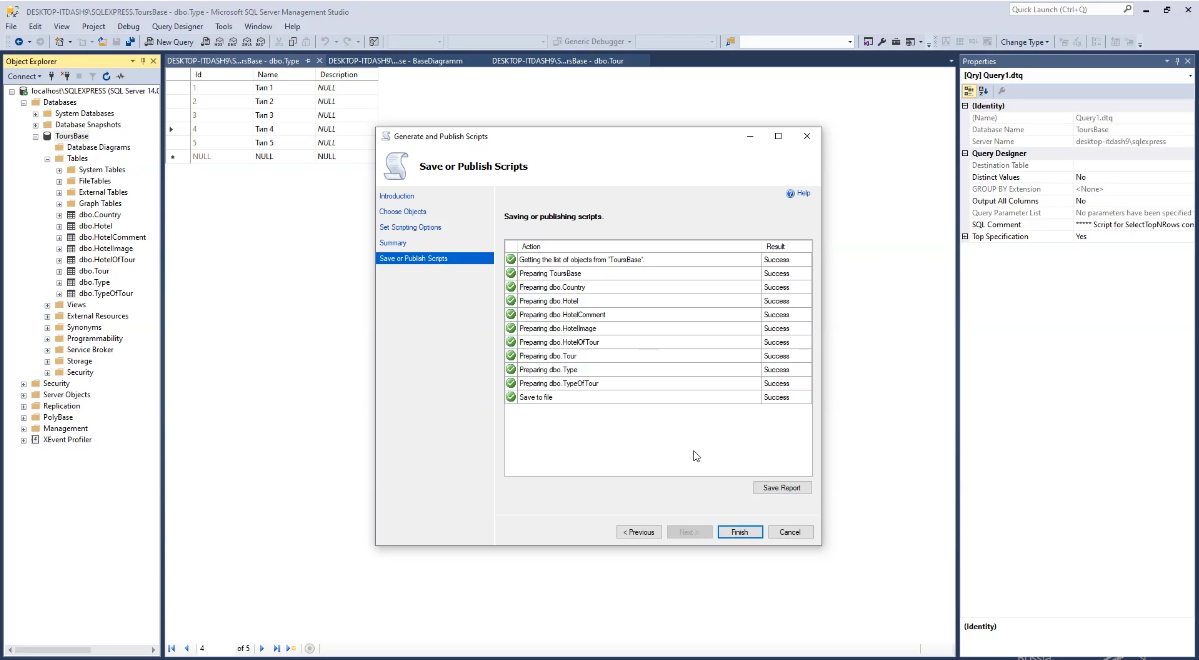 DESKTOP-ITDASH9\SQLEXPRESS.ToursBase - dbo.Type - Microsoft SQL Server Management Studio
Quick Launch (Ctrl+Q)
File Edit View Project Debug Query Designer Tools Window Help
New Query
Generic Debugger
Change Type
Object Explorer
Connect
localhost\SQLEXPRESS (SQL Server 14.0
Databases
System Databases
Database Snapshots
ToursBase
Database Diagrams
Tables
System Tables
FileTables
External Tables
Graph Tables
dbo.Country
dbo.Hotel
dbo.HotelComment
dbo.HotelImage
dbo.HotelOfTour
dbo.Tour
dbo.Type
dbo.TypeOfTour
Views
External Resources
Synonyms
Programmability
Service Broker
Storage
Security
Security
Server Objects
Replication
PolyBase
Management
XEvent Profiler
DESKTOP-ITDASH9\S...rsBase - dbo.Type
DESKTOP-ITDASH9\S...se - BaseDiagramm
DESKTOP-ITDASH9\S...rsBase - dbo.Tour
Id Name Description
1 Тип 1 NULL
2 Тип 2 NULL
3 Тип 3 NULL
4 Тип 4 NULL
5 Тип 5 NULL
NULL NULL NULL
4 of 5
Generate and Publish Scripts
Save or Publish Scripts
Introduction
Choose Objects
Set Scripting Options
Summary
Save or Publish Scripts
Help
Saving or publishing scripts.
Action Result
Getting the list of objects from 'ToursBase'. Success
Preparing ToursBase Success
Preparing dbo.Country Success
Preparing dbo.Hotel Success
Preparing dbo.HotelComment Success
Preparing dbo.HotelImage Success
Preparing dbo.HotelOfTour Success
Preparing dbo.Tour Success
Preparing dbo.Type Success
Preparing dbo.TypeOfTour Success
Save to file Success
Save Report
< Previous Next > Finish Cancel
Properties
[Qry] Query1.dtq
(Identity)
(Name) Query1.dtq
Database Name ToursBase
Server Name desktop-itdash9\sqlexpress
Query Designer
Destination Table
Distinct Values No
GROUP BY Extension <None>
Output All Columns No
Query Parameter List No parameters have been specified
SQL Comment ***** Script for SelectTopNRows com
Top Specification Yes
(Identity)